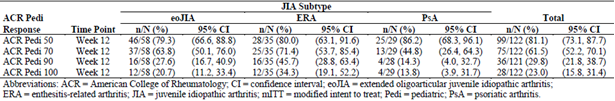 JIA Subtype
ACR Pedi Response Time Point eoJIA ERA PsA Total
n/N (%) 95% CI n/N (%) 95% CI n/N (%) 95% CI n/N (%) 95% CI
ACR Pedi 50 Week 12 46/58 (79.3) (66.6, 88.8) 28/35 (80.0) (63.1, 91.6) 25/29 (86.2) (68.3, 96.1) 99/122 (81.1) (73.1, 87.7)
ACR Pedi 70 Week 12 37/58 (63.8) (50.1, 76.0) 25/35 (71.4) (53.7, 85.4) 13/29 (44.8) (26.4, 64.3) 75/122 (61.5) (52.2, 70.1)
ACR Pedi 90 Week 12 16/58 (27.6) (16.7, 40.9) 16/35 (45.7) (28.8, 63.4) 4/28 (14.3) (4.0, 32.7) 36/121 (29.8) (21.8, 38.7)
ACR Pedi 100 Week 12 12/58 (20.7) (11.2, 33.4) 12/35 (34.3) (19.1, 52.2) 4/29 (13.8) (3.9, 31.7) 28/122 (23.0) (15.8, 31.4)
Abbreviations: ACR = American College of Rheumatology; CI = confidence interval; eoJIA = extended oligoarticular juvenile idiopathic arthritis;
ERA = enthesitis-related arthritis; JIA = juvenile idiopathic arthritis; mITT = modified intent to treat; Pedi = pediatric; PsA = psoriatic arthritis.